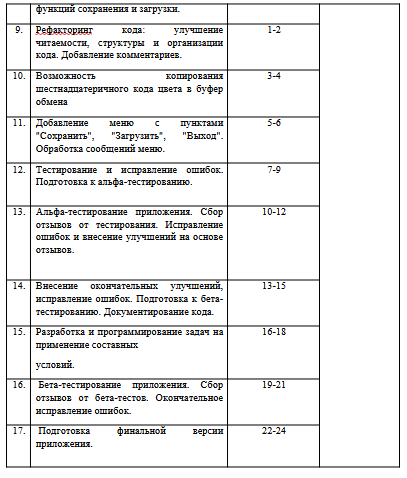 функций сохранения и загрузки.
9. Рефакторинг кода: улучшение 1-2
читаемости, структуры и организации
кода. Добавление комментариев.
10. Возможность копирования 3-4
шестнадцатеричного кода цвета в буфер
обмена
11. Добавление меню с пунктами 5-6
"Сохранить", "Загрузить", "Выход".
Обработка сообщений меню.
12. Тестирование и исправление ошибок. 7-9
Подготовка к альфа-тестированию.
13. Альфа-тестирование приложения. Сбор 10-12
отзывов от тестирования. Исправление
ошибок и внесение улучшений на основе
отзывов.
14. Внесение окончательных улучшений, 13-15
исправление ошибок. Подготовка к бета-
тестированию. Документирование кода.
15. Разработка и программирование задач на 16-18
применение составных
условий.
16. Бета-тестирование приложения. Сбор 19-21
отзывов от бета-тестов. Окончательное
исправление ошибок.
17. Подготовка финальной версии 22-24
приложения.